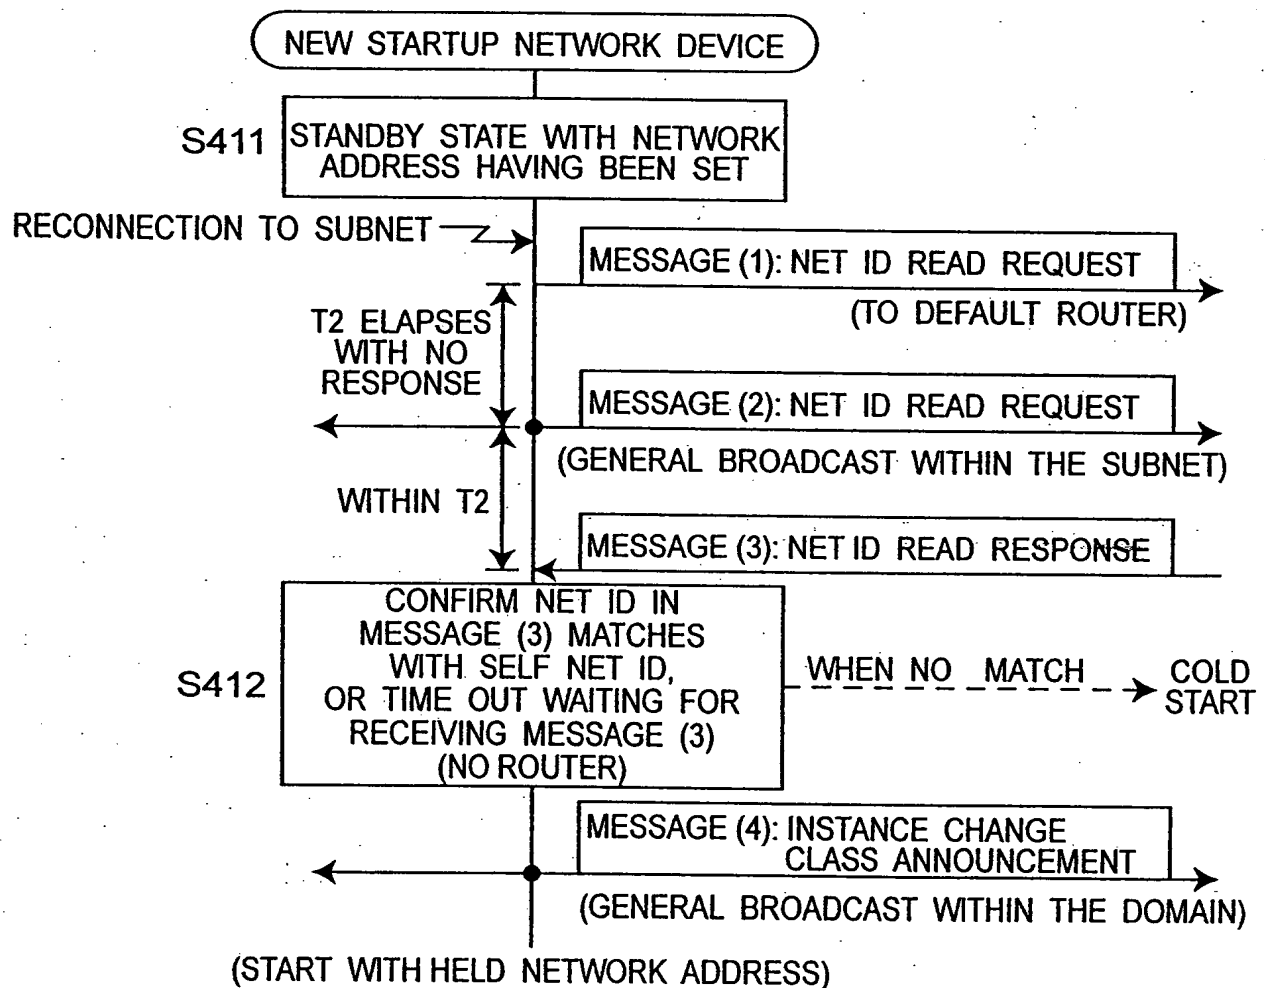 NEW STARTUP NETWORK DEVICE
S411
STANDBY STATE WITH NETWORK
ADDRESS HAVING BEEN SET
RECONNECTION TO SUBNET
MESSAGE (1): NET ID READ REQUEST
(TO DEFAULT ROUTER)
T2 ELAPSES
WITH NO
RESPONSE
MESSAGE (2): NET ID READ REQUEST
(GENERAL BROADCAST WITHIN THE SUBNET)
WITHIN T2
MESSAGE (3): NET ID READ RESPONSE
S412
CONFIRM NET ID IN
MESSAGE (3) MATCHES
WITH SELF NET ID,
OR TIME OUT WAITING FOR
RECEIVING MESSAGE (3)
(NO ROUTER)
WHEN NO MATCH
COLD
START
MESSAGE (4): INSTANCE CHANGE
CLASS ANNOUNCEMENT
(GENERAL BROADCAST WITHIN THE DOMAIN)
(START WITH HELD NETWORK ADDRESS)